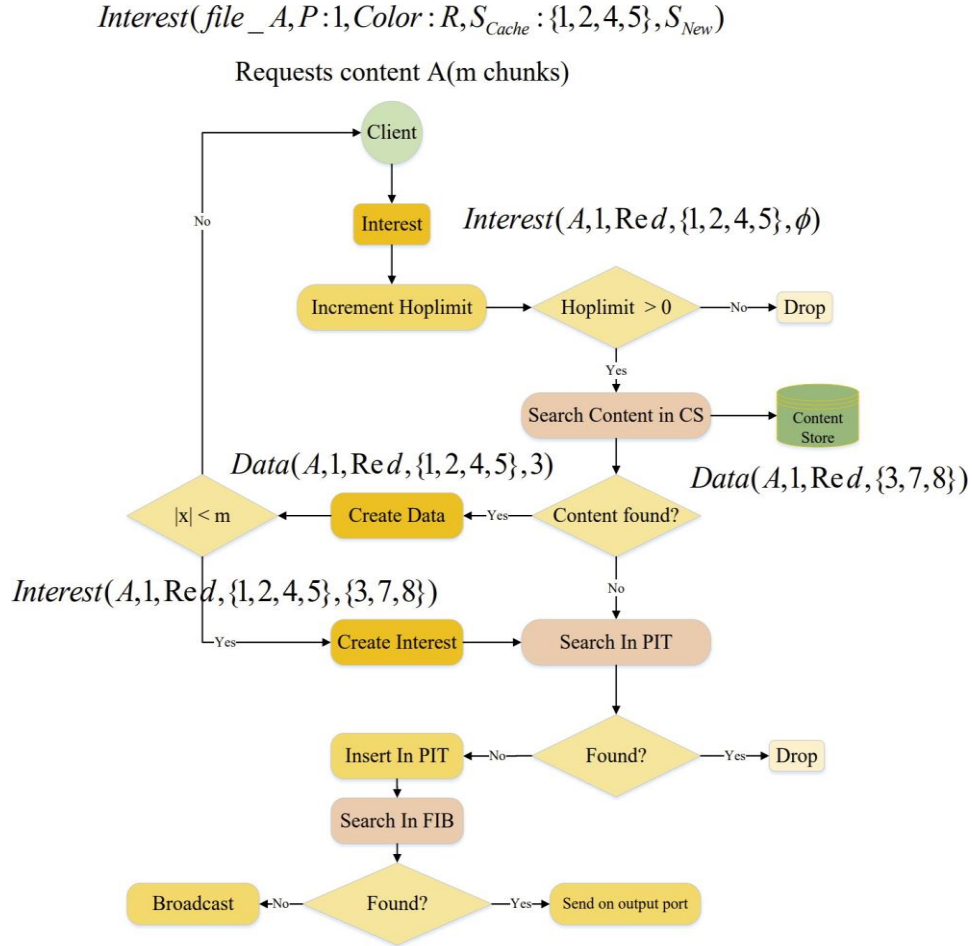 Interest(file_A,P:1,Color:R,S_Cache:{1,2,4,5},S_New)
Requests content A(m chunks)
Client
No
Interest
Interest(A,1,Red,{1,2,4,5},ϕ)
Increment Hoplimit
Hoplimit > 0
No
Drop
Yes
Search Content in CS
Content
Store
Data(A,1,Red,{1,2,4,5},3)
Data(A,1,Red,{3,7,8})
|x| < m
Create Data
Yes
Content found?
Interest(A,1,Red,{1,2,4,5},{3,7,8})
No
Yes
Create Interest
Search In PIT
Insert In PIT
No
Found?
Yes
Drop
Search In FIB
Broadcast
No
Found?
Yes
Send on output port